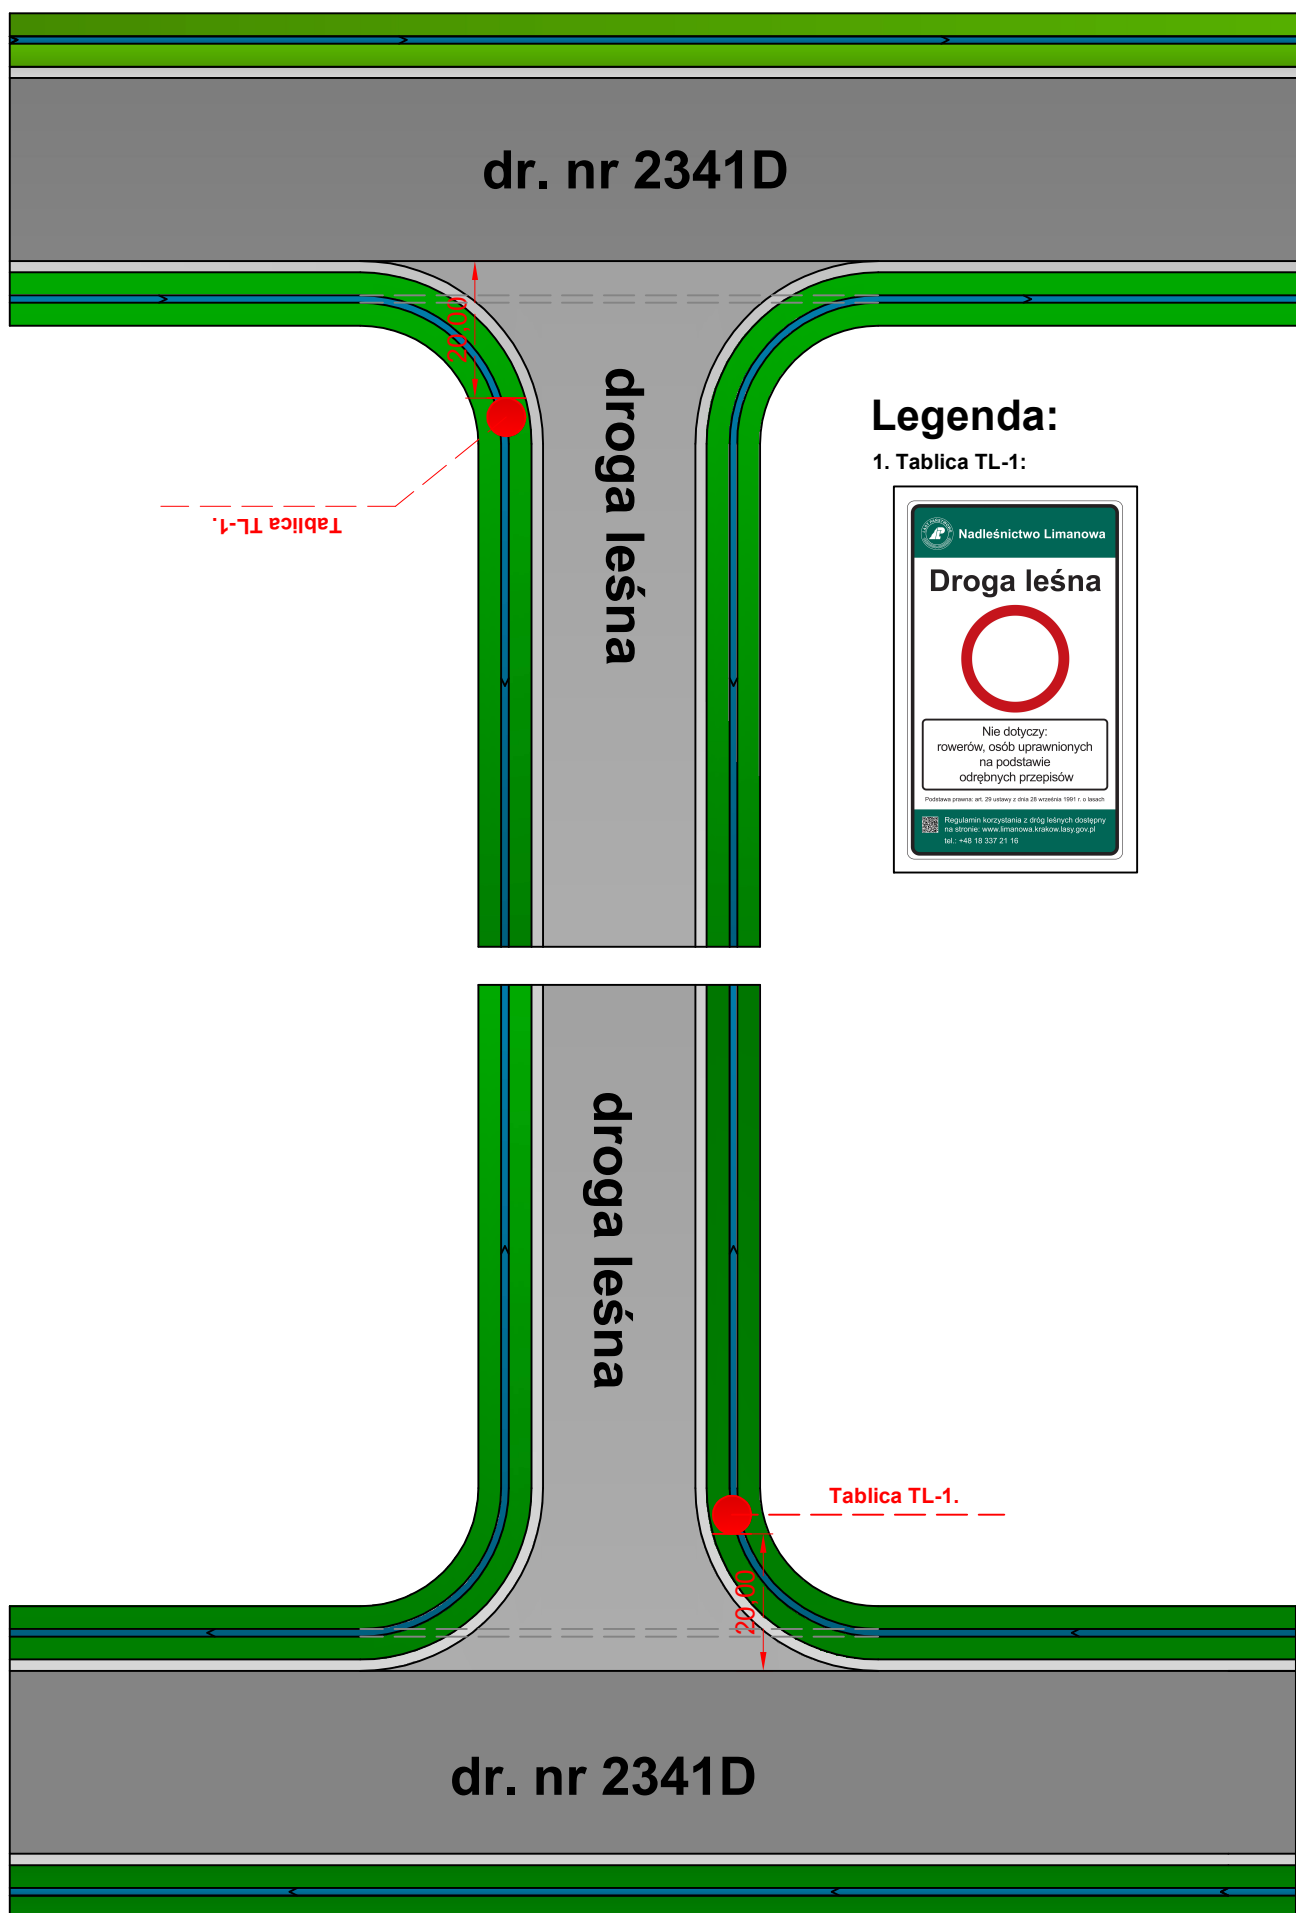 dr. nr 2341D
20,00
droga leśna
Tablica TL-1.
Legenda:
1. Tablica TL-1:
Nadleśnictwo Limanowa
Droga leśna
Nie dotyczy:
rowerów, osób uprawnionych
na podstawie
odrębnych przepisów
Podstawa prawna: art. 29 ustawy z dnia 28 września 1991 r. o lasach
Regulamin korzystania z dróg leśnych dostępny
na stronie: www.limanowa.krakow.lasy.gov.pl
tel.: +48 18 337 21 16
droga leśna
Tablica TL-1.
20,00
dr. nr 2341D